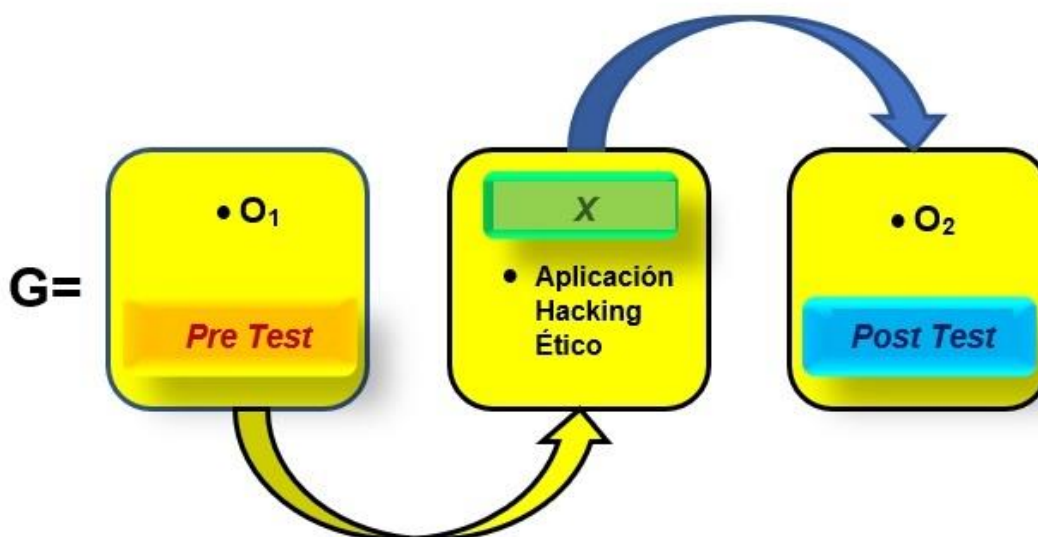 G=
• O₁
Pre Test
X
• Aplicación
Hacking
Ético
• O₂
Post Test